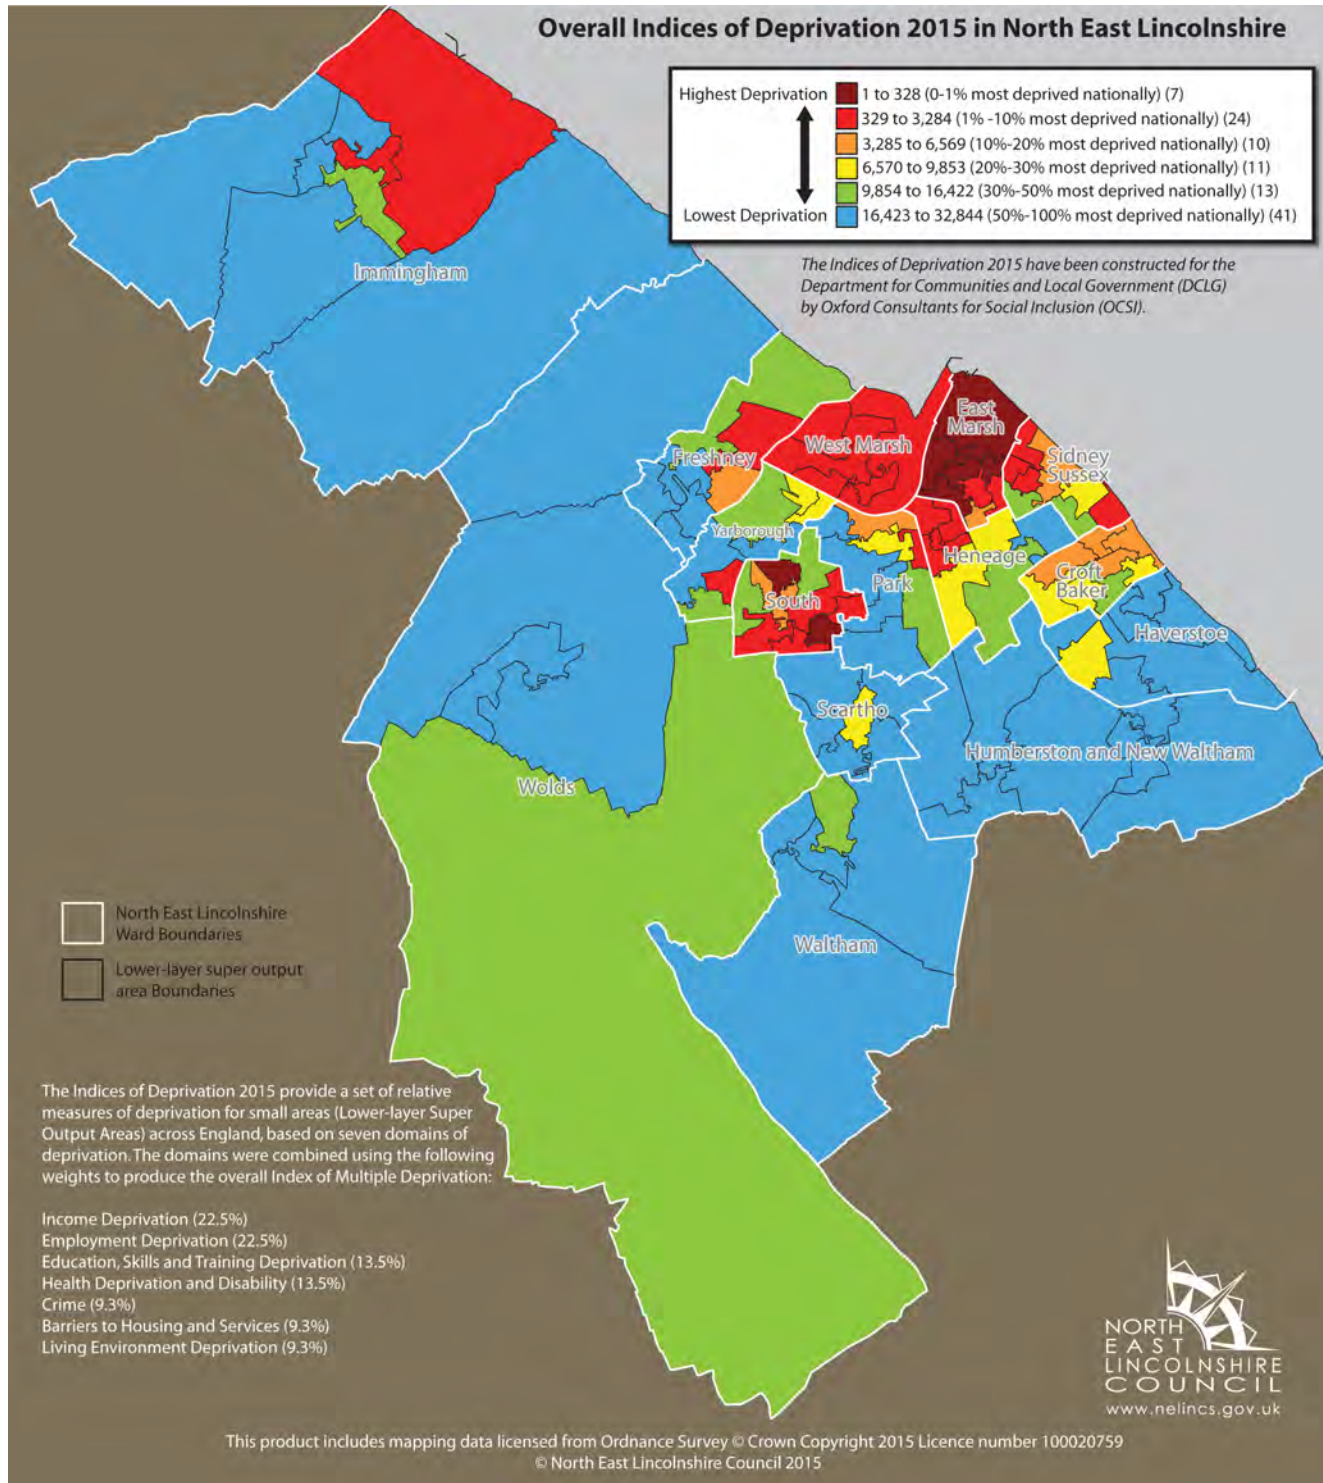 Overall Indices of Deprivation 2015 in North East Lincolnshire
Highest Deprivation
1 to 328 (0-1% most deprived nationally) (7)
329 to 3,284 (1% -10% most deprived nationally) (24)
3,285 to 6,569 (10%-20% most deprived nationally) (10)
6,570 to 9,853 (20%-30% most deprived nationally) (11)
9,854 to 16,422 (30%-50% most deprived nationally) (13)
Lowest Deprivation
16,423 to 32,844 (50%-100% most deprived nationally) (41)
The Indices of Deprivation 2015 have been constructed for the
Department for Communities and Local Government (DCLG)
by Oxford Consultants for Social Inclusion (OCSI).
Immingham
East
Marsh
West Marsh
Sidney
Sussex
Freshney
Yarborough
Heneage
Park
Croft
Baker
South
Haverstoe
Scartho
Humberston and New Waltham
Wolds
Waltham
North East Lincolnshire
Ward Boundaries
Lower-layer super output
area Boundaries
The Indices of Deprivation 2015 provide a set of relative
measures of deprivation for small areas (Lower-layer Super
Output Areas) across England, based on seven domains of
deprivation. The domains were combined using the following
weights to produce the overall Index of Multiple Deprivation:
Income Deprivation (22.5%)
Employment Deprivation (22.5%)
Education, Skills and Training Deprivation (13.5%)
Health Deprivation and Disability (13.5%)
Crime (9.3%)
Barriers to Housing and Services (9.3%)
Living Environment Deprivation (9.3%)
NORTH
EAST
LINCOLNSHIRE
COUNCIL
www.nelincs.gov.uk
This product includes mapping data licensed from Ordnance Survey © Crown Copyright 2015 Licence number 100020759
© North East Lincolnshire Council 2015